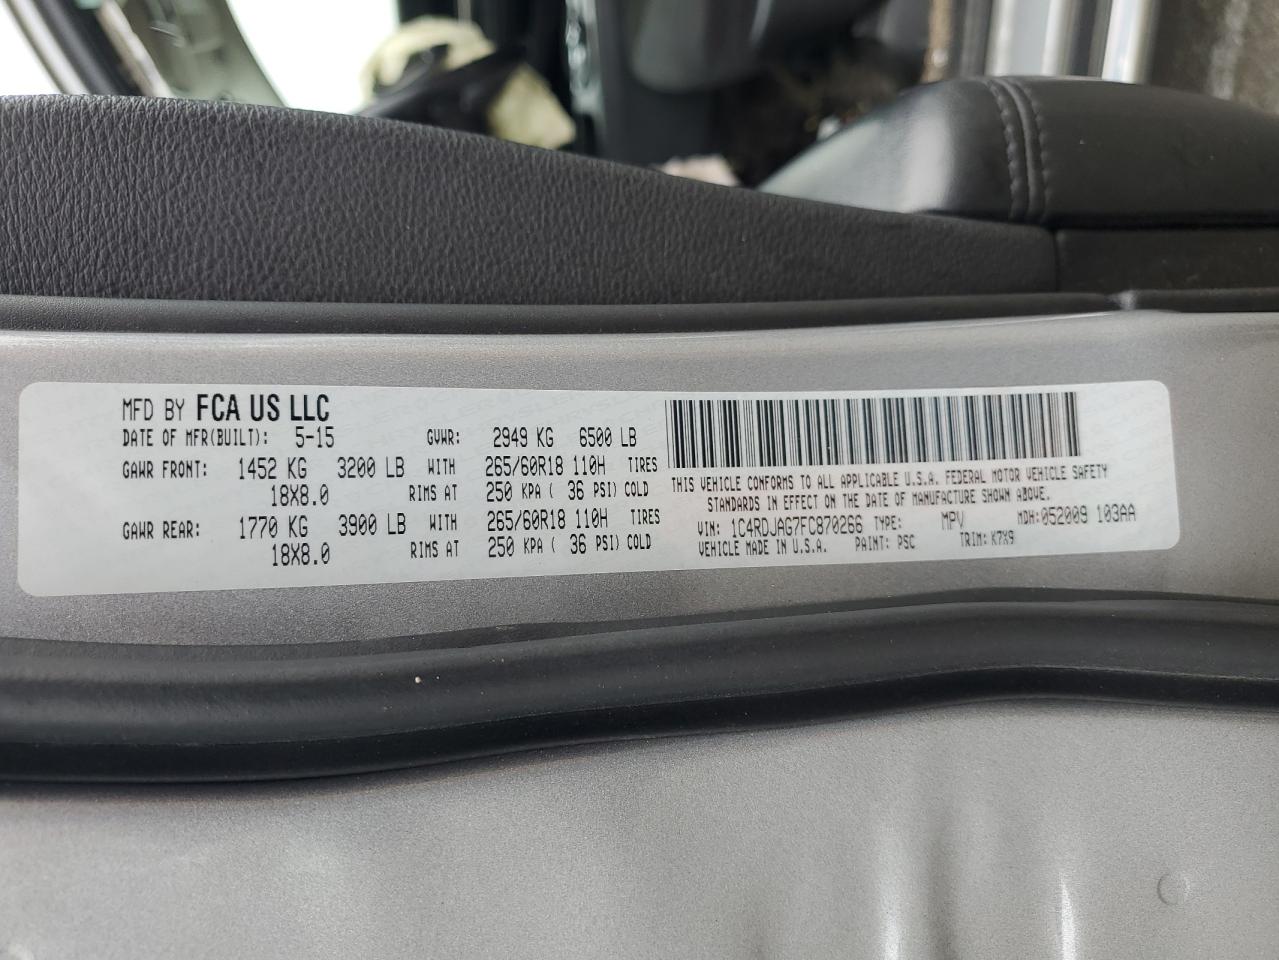 MFD BY FCA US LLC
DATE OF MFR(BUILT): 5-15 GVWR: 2949 KG 6500 LB
GAWR FRONT: 1452 KG 3200 LB WITH 265/60R18 110H TIRES
18X8.0 RIMS AT 250 KPA ( 36 PSI) COLD
GAWR REAR: 1770 KG 3900 LB WITH 265/60R18 110H TIRES
18X8.0 RIMS AT 250 KPA ( 36 PSI) COLD
THIS VEHICLE CONFORMS TO ALL APPLICABLE U.S.A. FEDERAL MOTOR VEHICLE SAFETY
STANDARDS IN EFFECT ON THE DATE OF MANUFACTURE SHOWN ABOVE.
VIN: 1C4RDJAG7FC870266 TYPE: MPV MDH:052009 103AA
VEHICLE MADE IN U.S.A. PAINT: PSC TRIM: K7X9